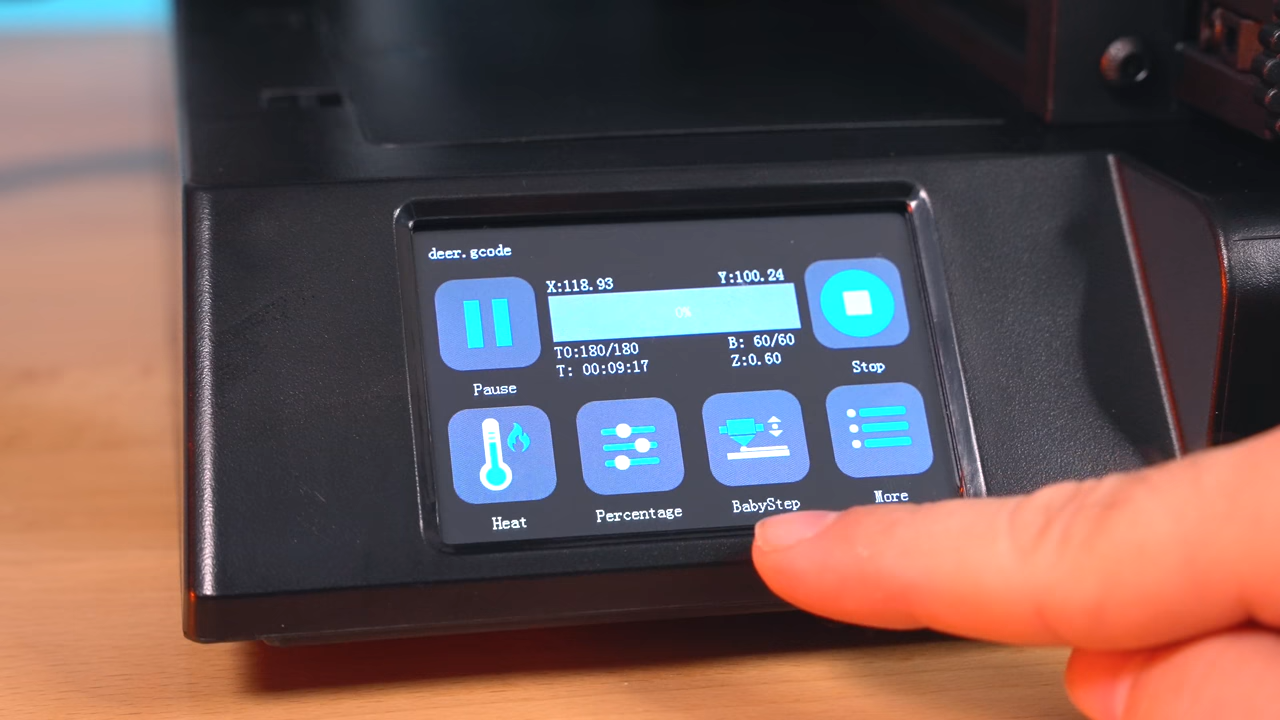 deer.gcode
X:118.93 Y:100.24
0%
T0:180/180 B: 60/60
T: 00:09:17 Z:0.60
Pause Stop
Heat Percentage BabyStep More